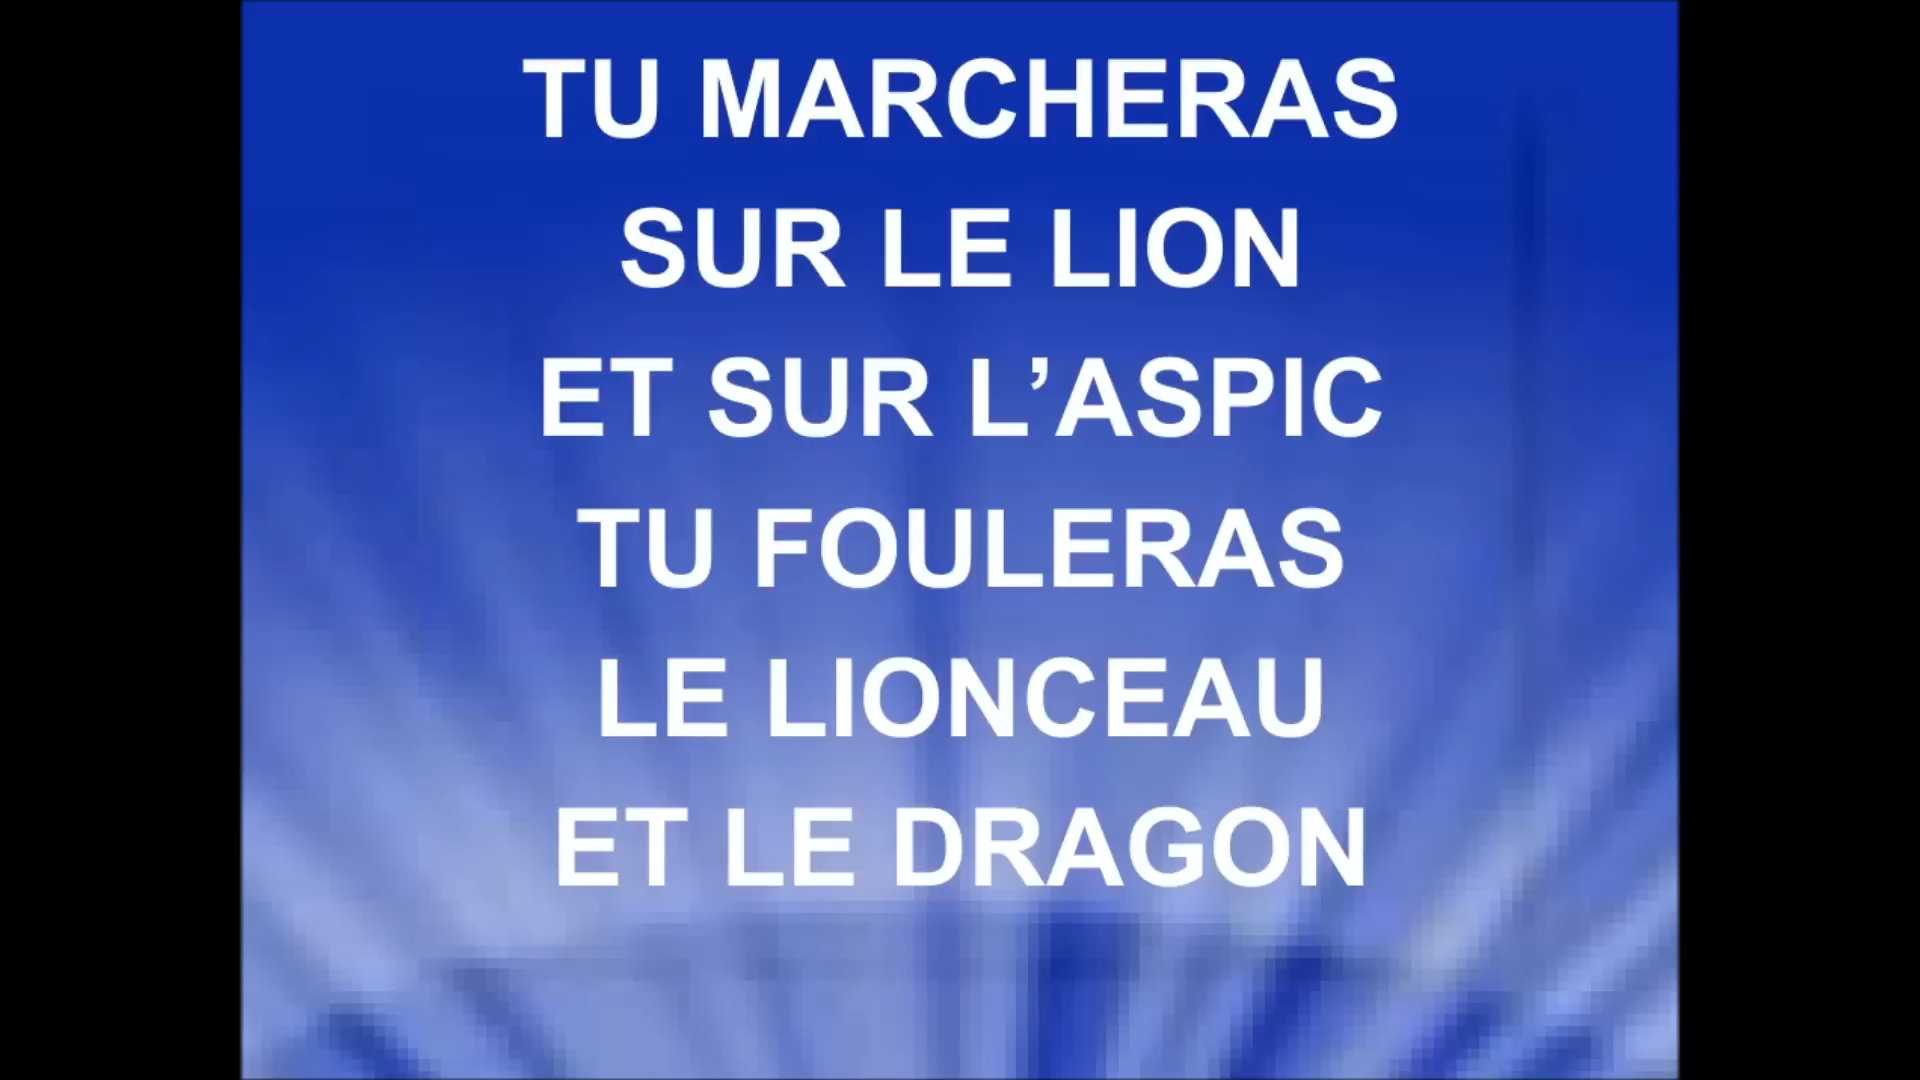 TU MARCHERAS
SUR LE LION
ET SUR L’ASPIC
TU FOULERAS
LE LIONCEAU
ET LE DRAGON